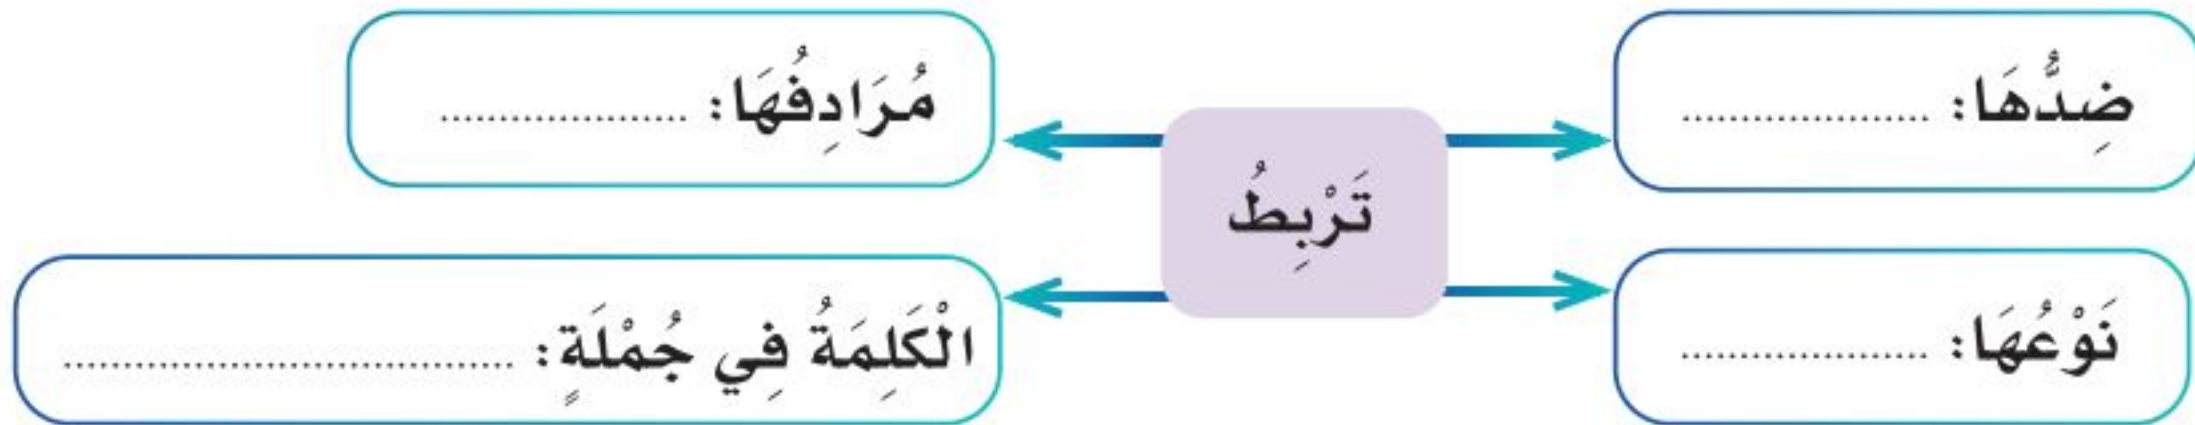 ضِدُّهَا: .....................
مُرَادِفُهَا: .....................
تَرْبِطُ
نَوْعُهَا: .....................
الْكَلِمَةُ فِي جُمْلَةٍ: ......................................